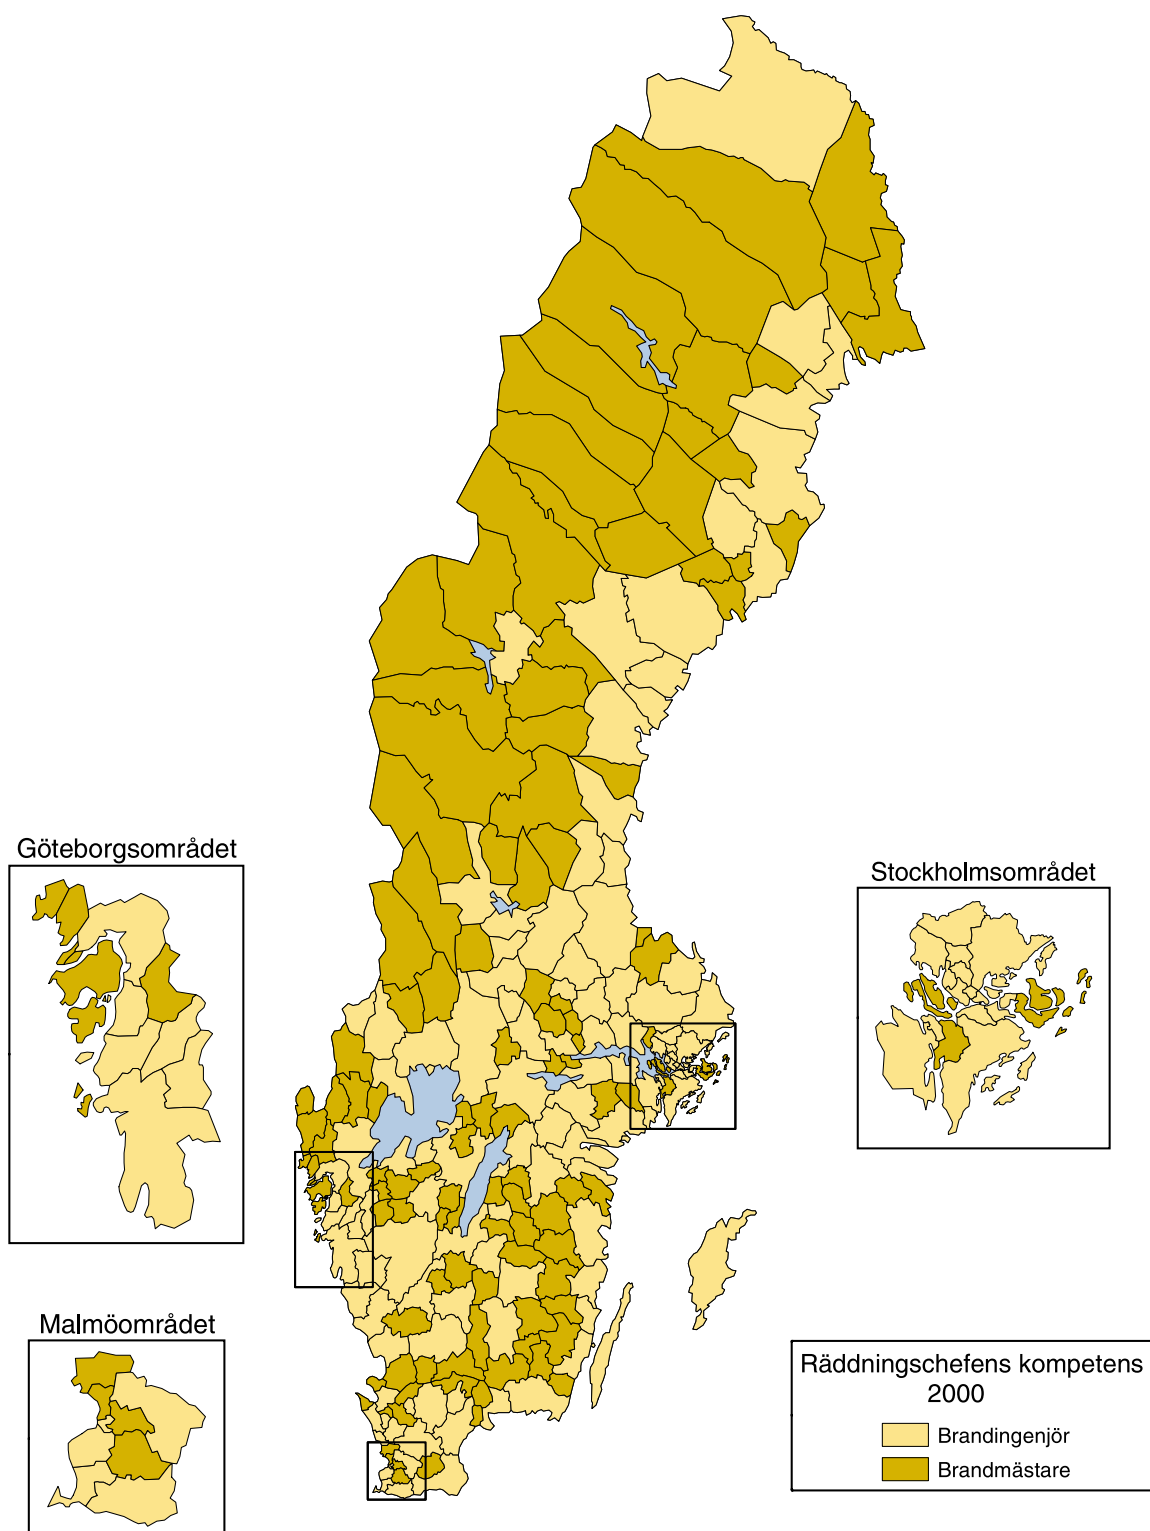 Göteborgsområdet
Stockholmsområdet
Malmöområdet
Räddningschefens kompetens
2000
Brandingenjör
Brandmästare